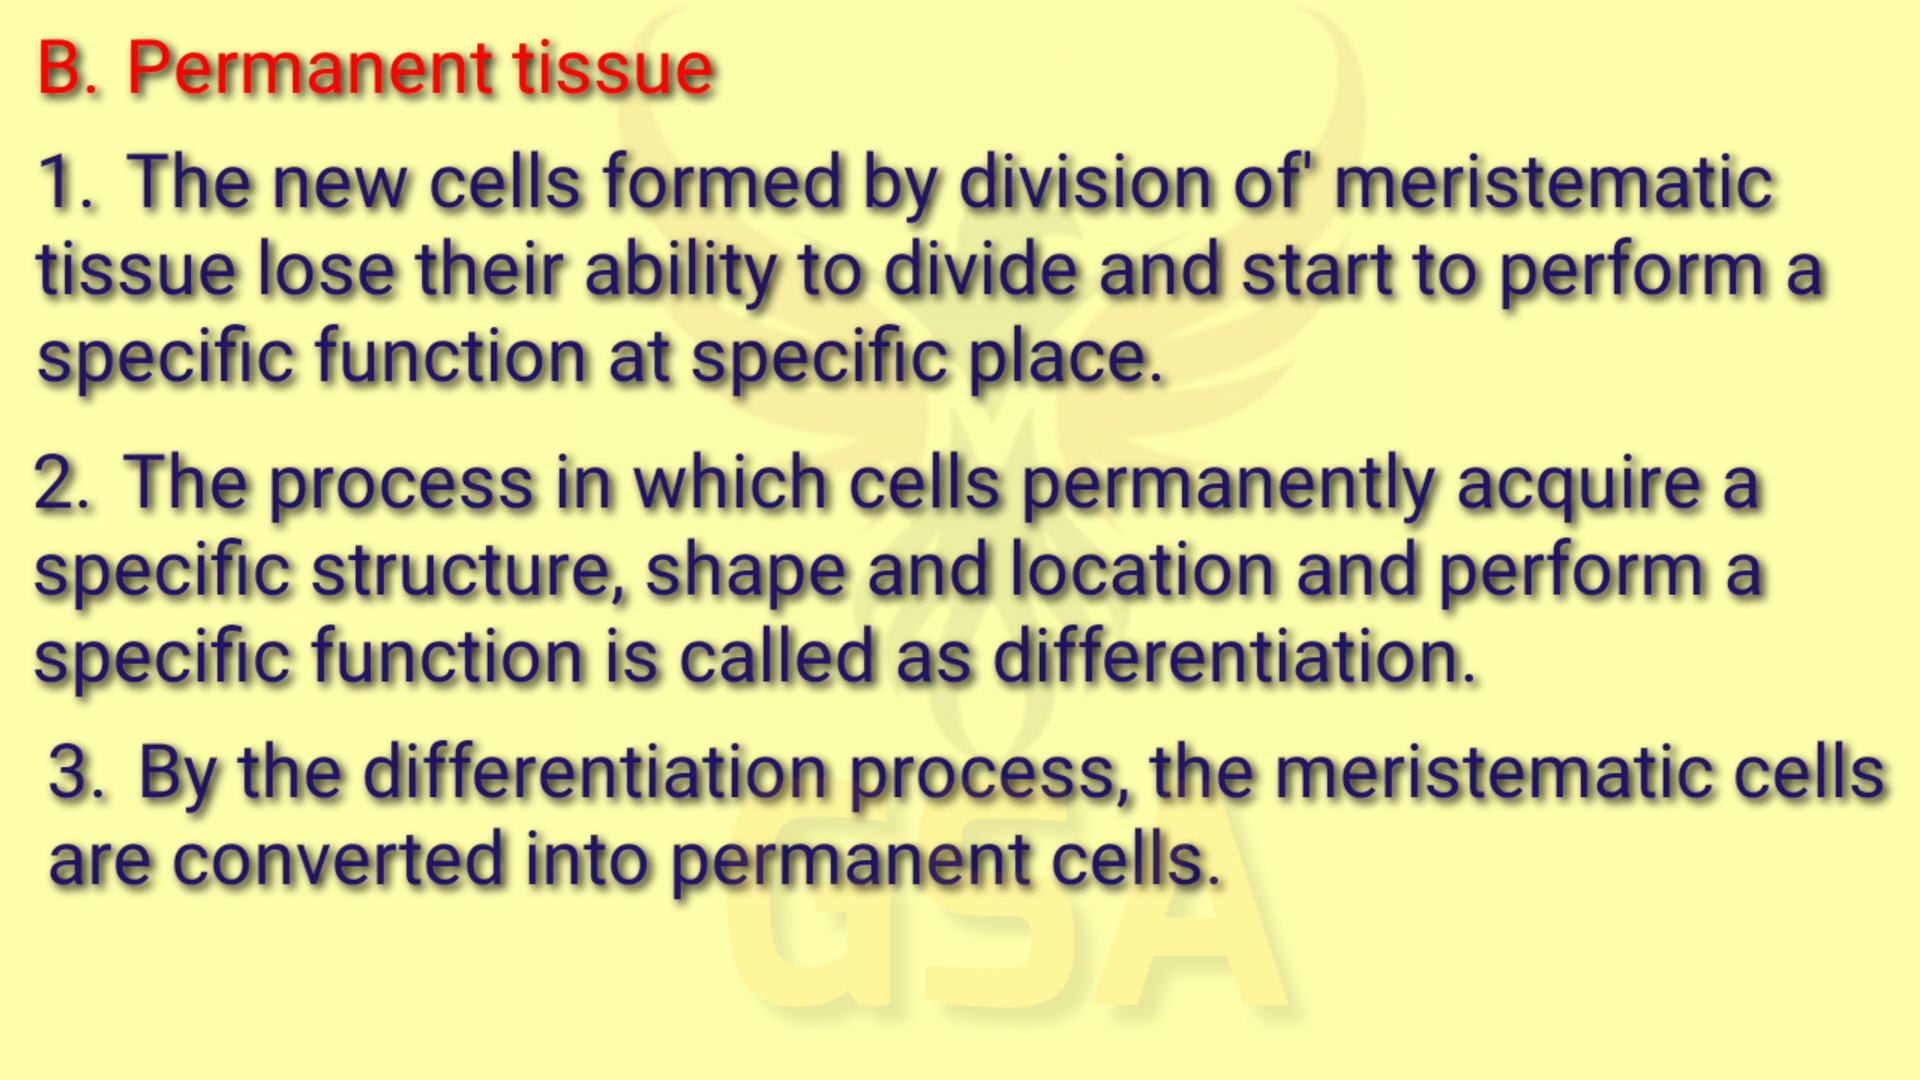 B. Permanent tissue
1. The new cells formed by division of' meristematic
tissue lose their ability to divide and start to perform a
specific function at specific place.
2. The process in which cells permanently acquire a
specific structure, shape and location and perform a
specific function is called as differentiation.
3. By the differentiation process, the meristematic cells
are converted into permanent cells.
GSA